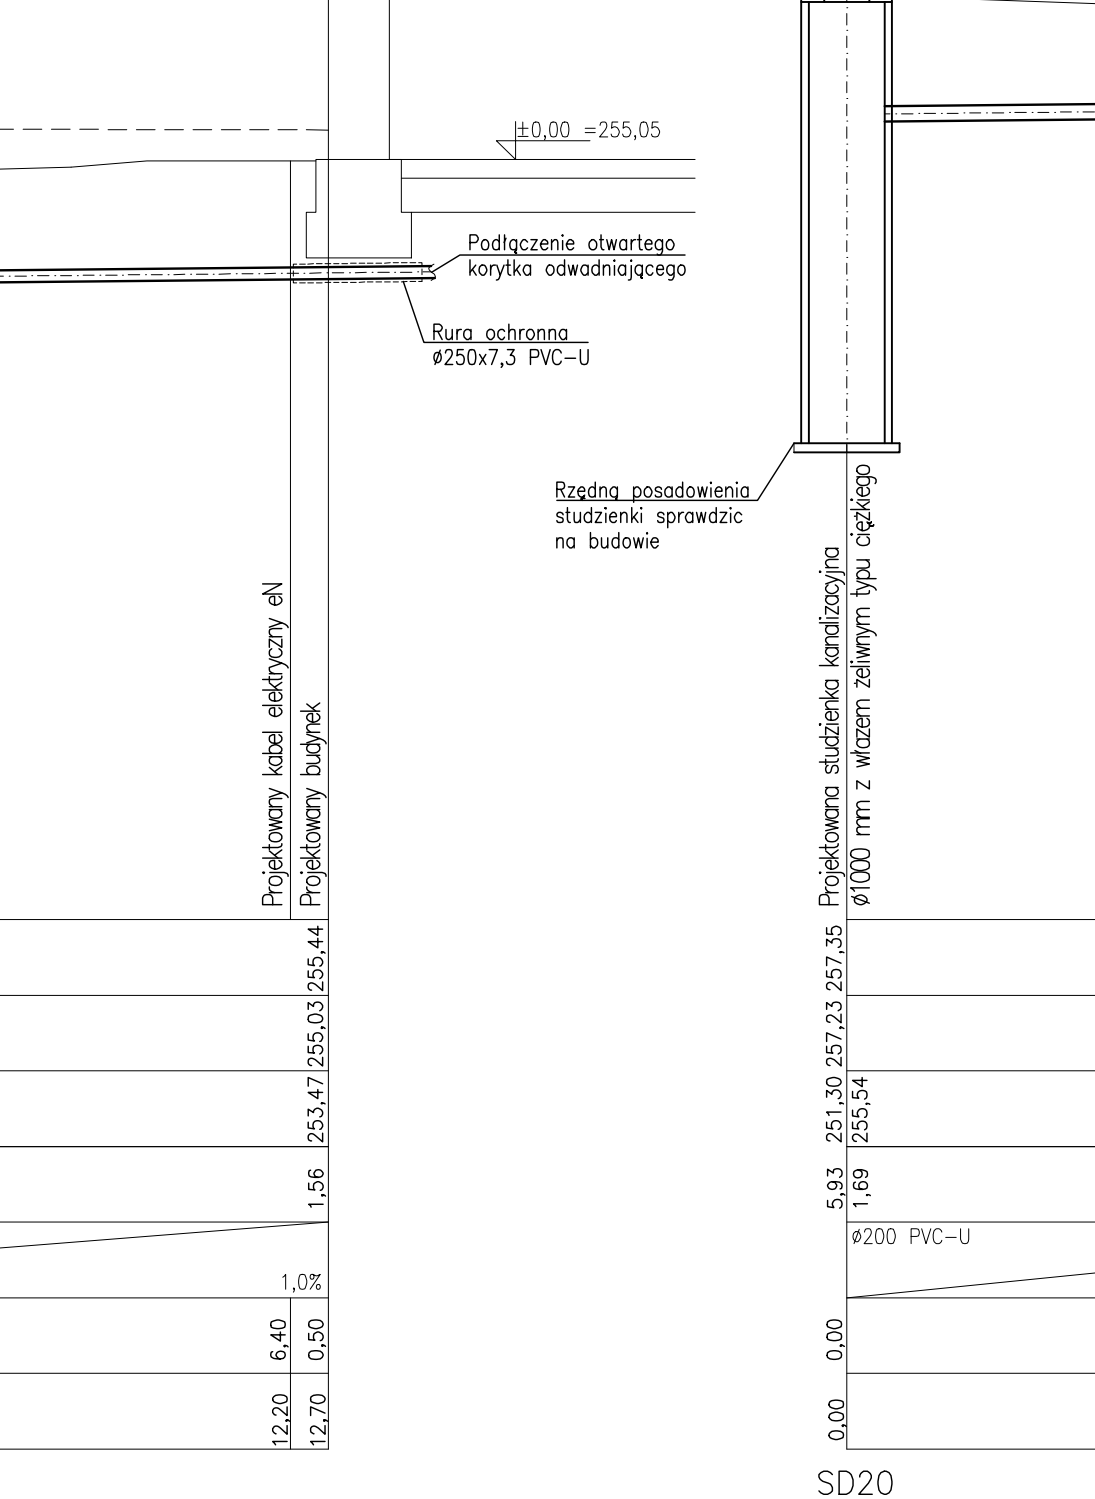 ±0,00 =255,05
Podłączenie otwartego
korytka odwadniającego
Rura ochronna
ø250x7,3 PVC-U
Rzędną posadowienia
studzienki sprawdzic
na budowie
Projektowany kabel elektryczny eN
Projektowany budynek
Projektowana studzienka kanalizacyjna
ø1000 mm z włazem żeliwnym typu ciężkiego
255,44
257,35
255,03
257,23
253,47
251,30
255,54
1,56
5,93
1,69
ø200 PVC-U
1,0%
6,40
0,50
0,00
12,20
12,70
0,00
SD20